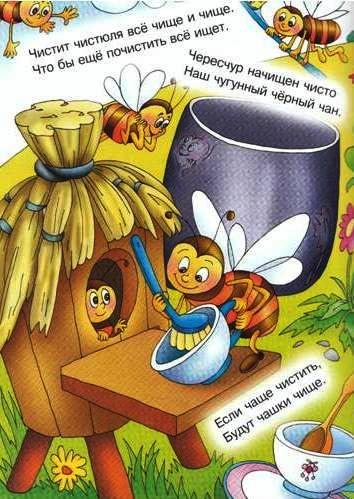 Чистит чистюля всё чище и чище.
Что бы ещё почистить всё ищет.
Чересчур начищен чисто
Наш чугунный чёрный чан.
Если чаще чистить,
Будут чашки чище.